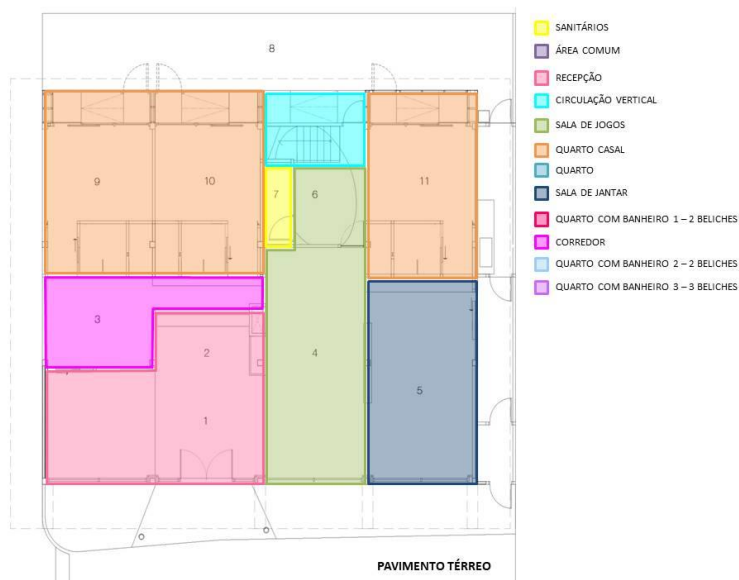 8
9
10
7
6
11
3
2
4
5
1
SANITÁRIOS
ÁREA COMUM
RECEPÇÃO
CIRCULAÇÃO VERTICAL
SALA DE JOGOS
QUARTO CASAL
QUARTO
SALA DE JANTAR
QUARTO COM BANHEIRO 1 – 2 BELICHES
CORREDOR
QUARTO COM BANHEIRO 2 – 2 BELICHES
QUARTO COM BANHEIRO 3 – 3 BELICHES
PAVIMENTO TÉRREO